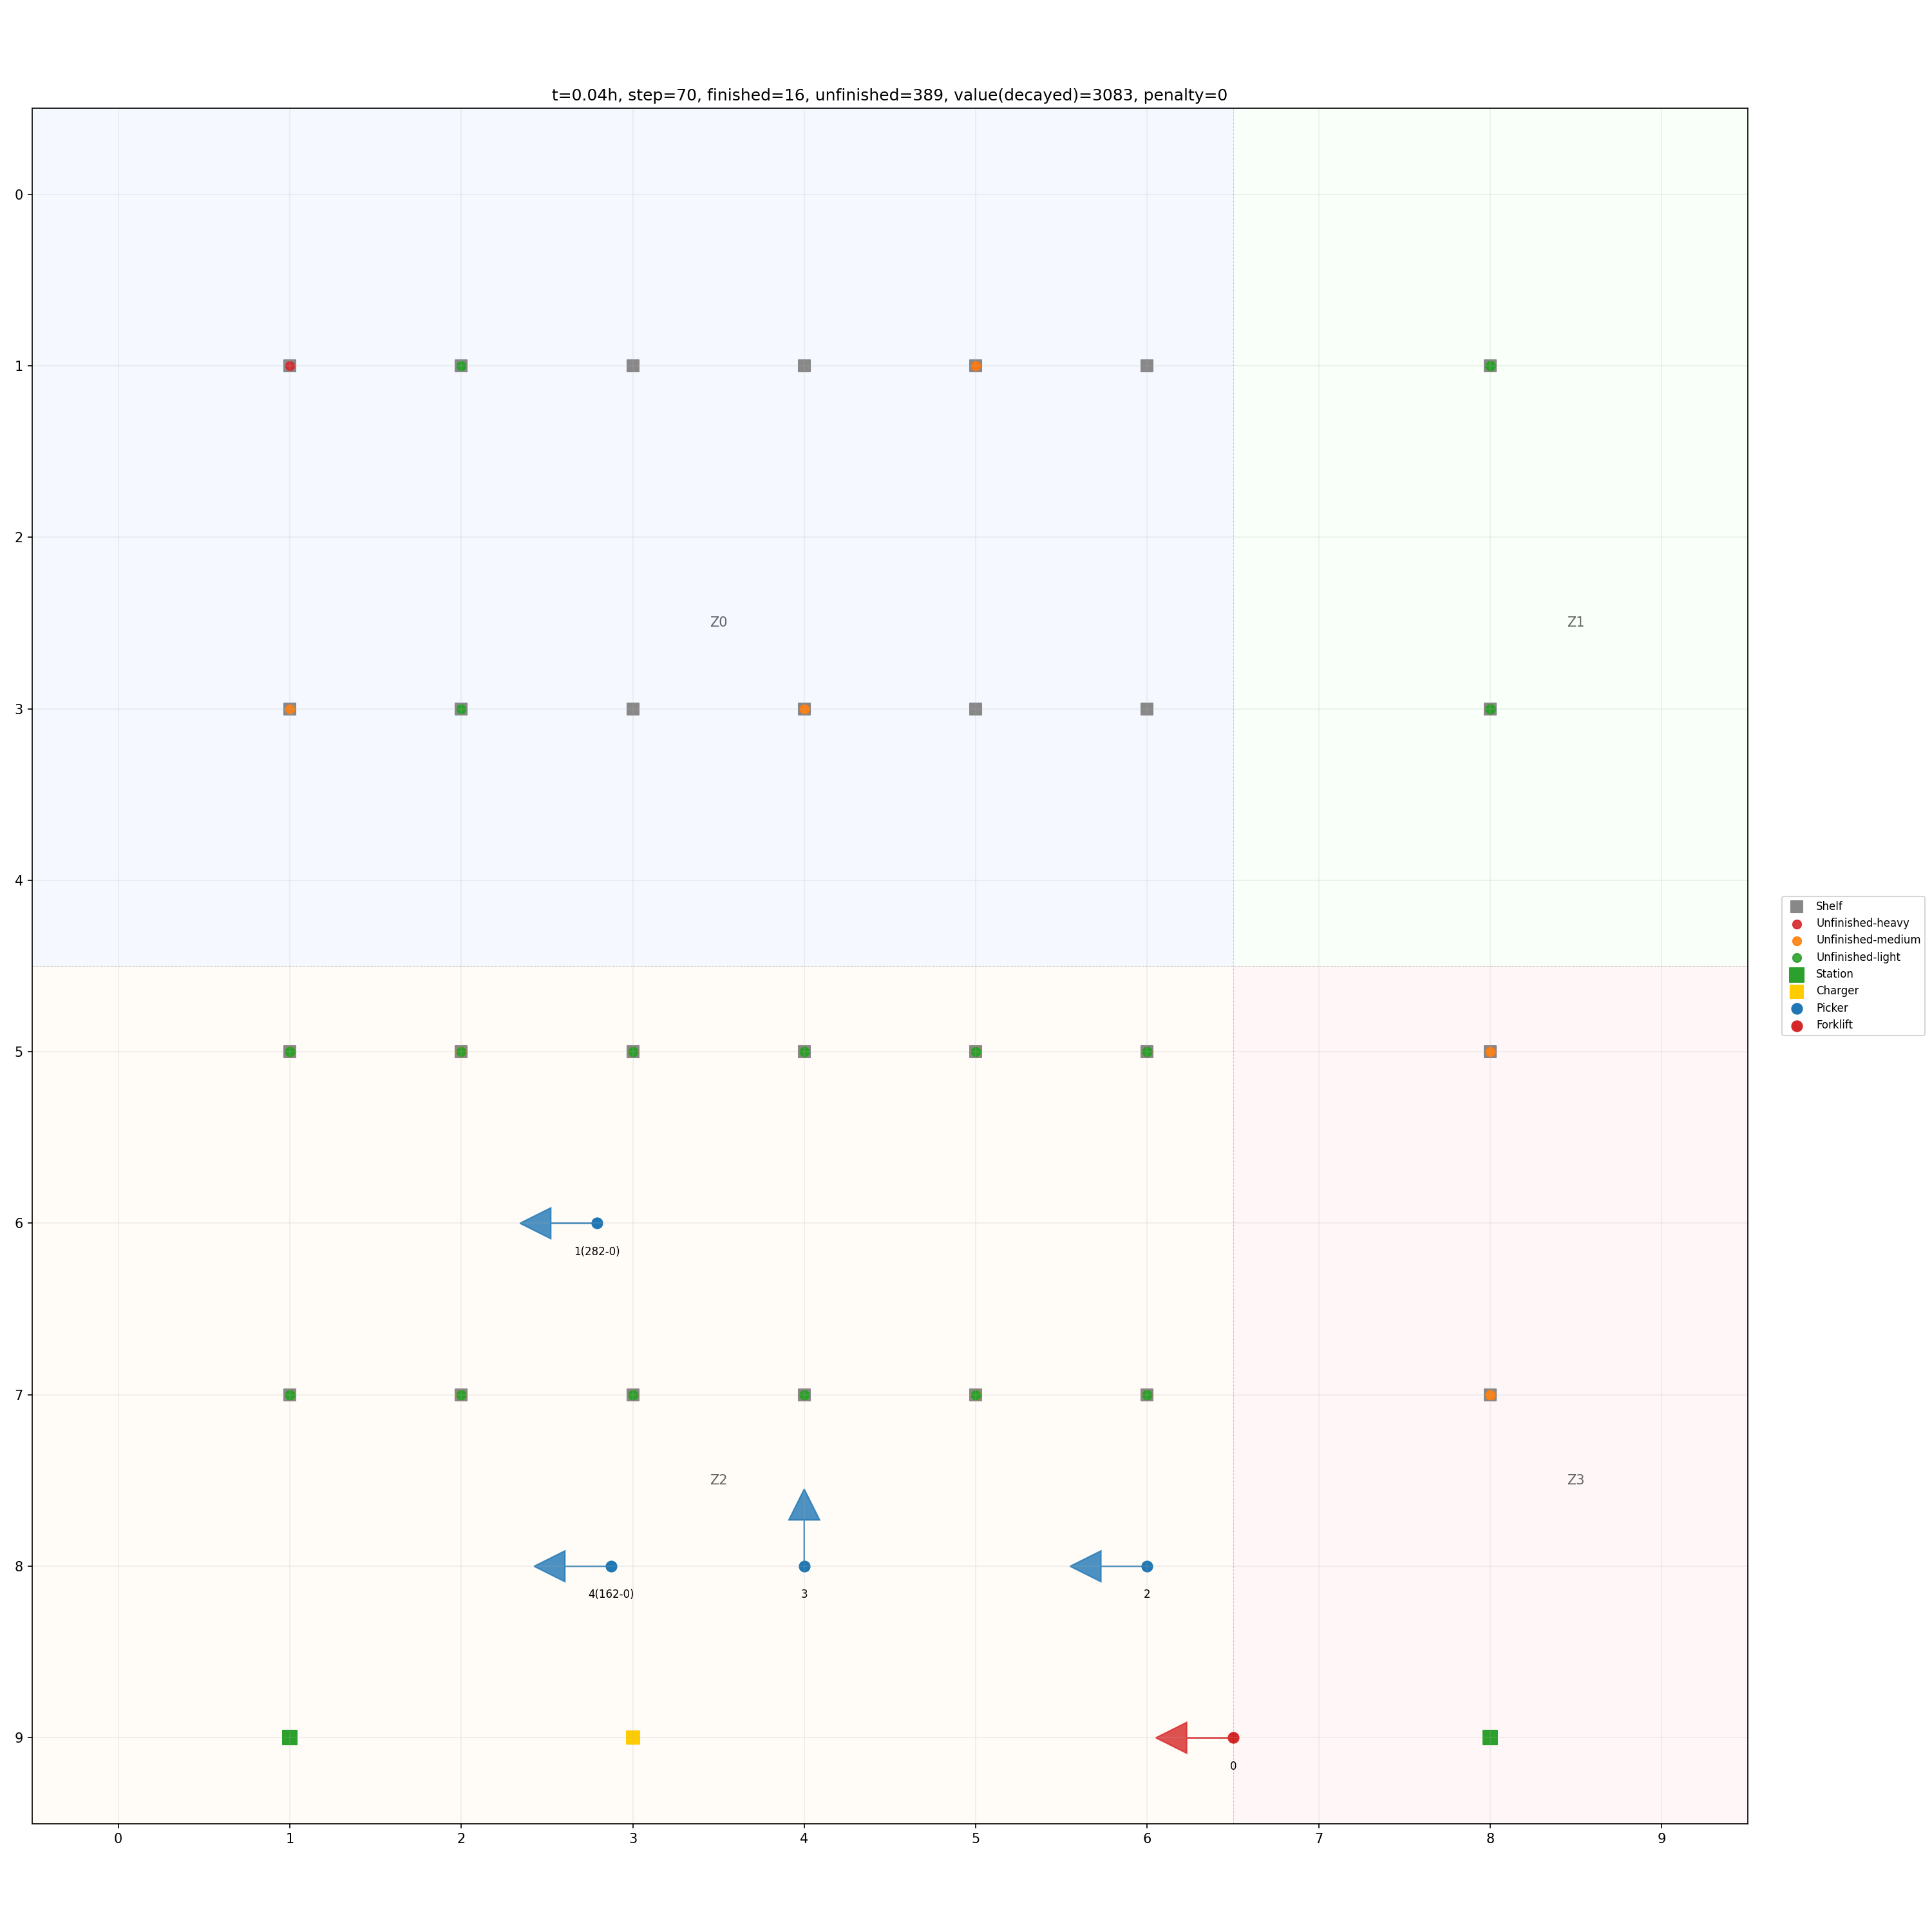 t=0.04h, step=70, finished=16, unfinished=389, value(decayed)=3083, penalty=0
0
1
2
Z0
Z1
3
4
Shelf
Unfinished-heavy
Unfinished-medium
Unfinished-light
Station
Charger
Picker
Forklift
5
6
1(282-0)
7
Z2
Z3
8
4(162-0)
3
2
9
0
0
1
2
3
4
5
6
7
8
9